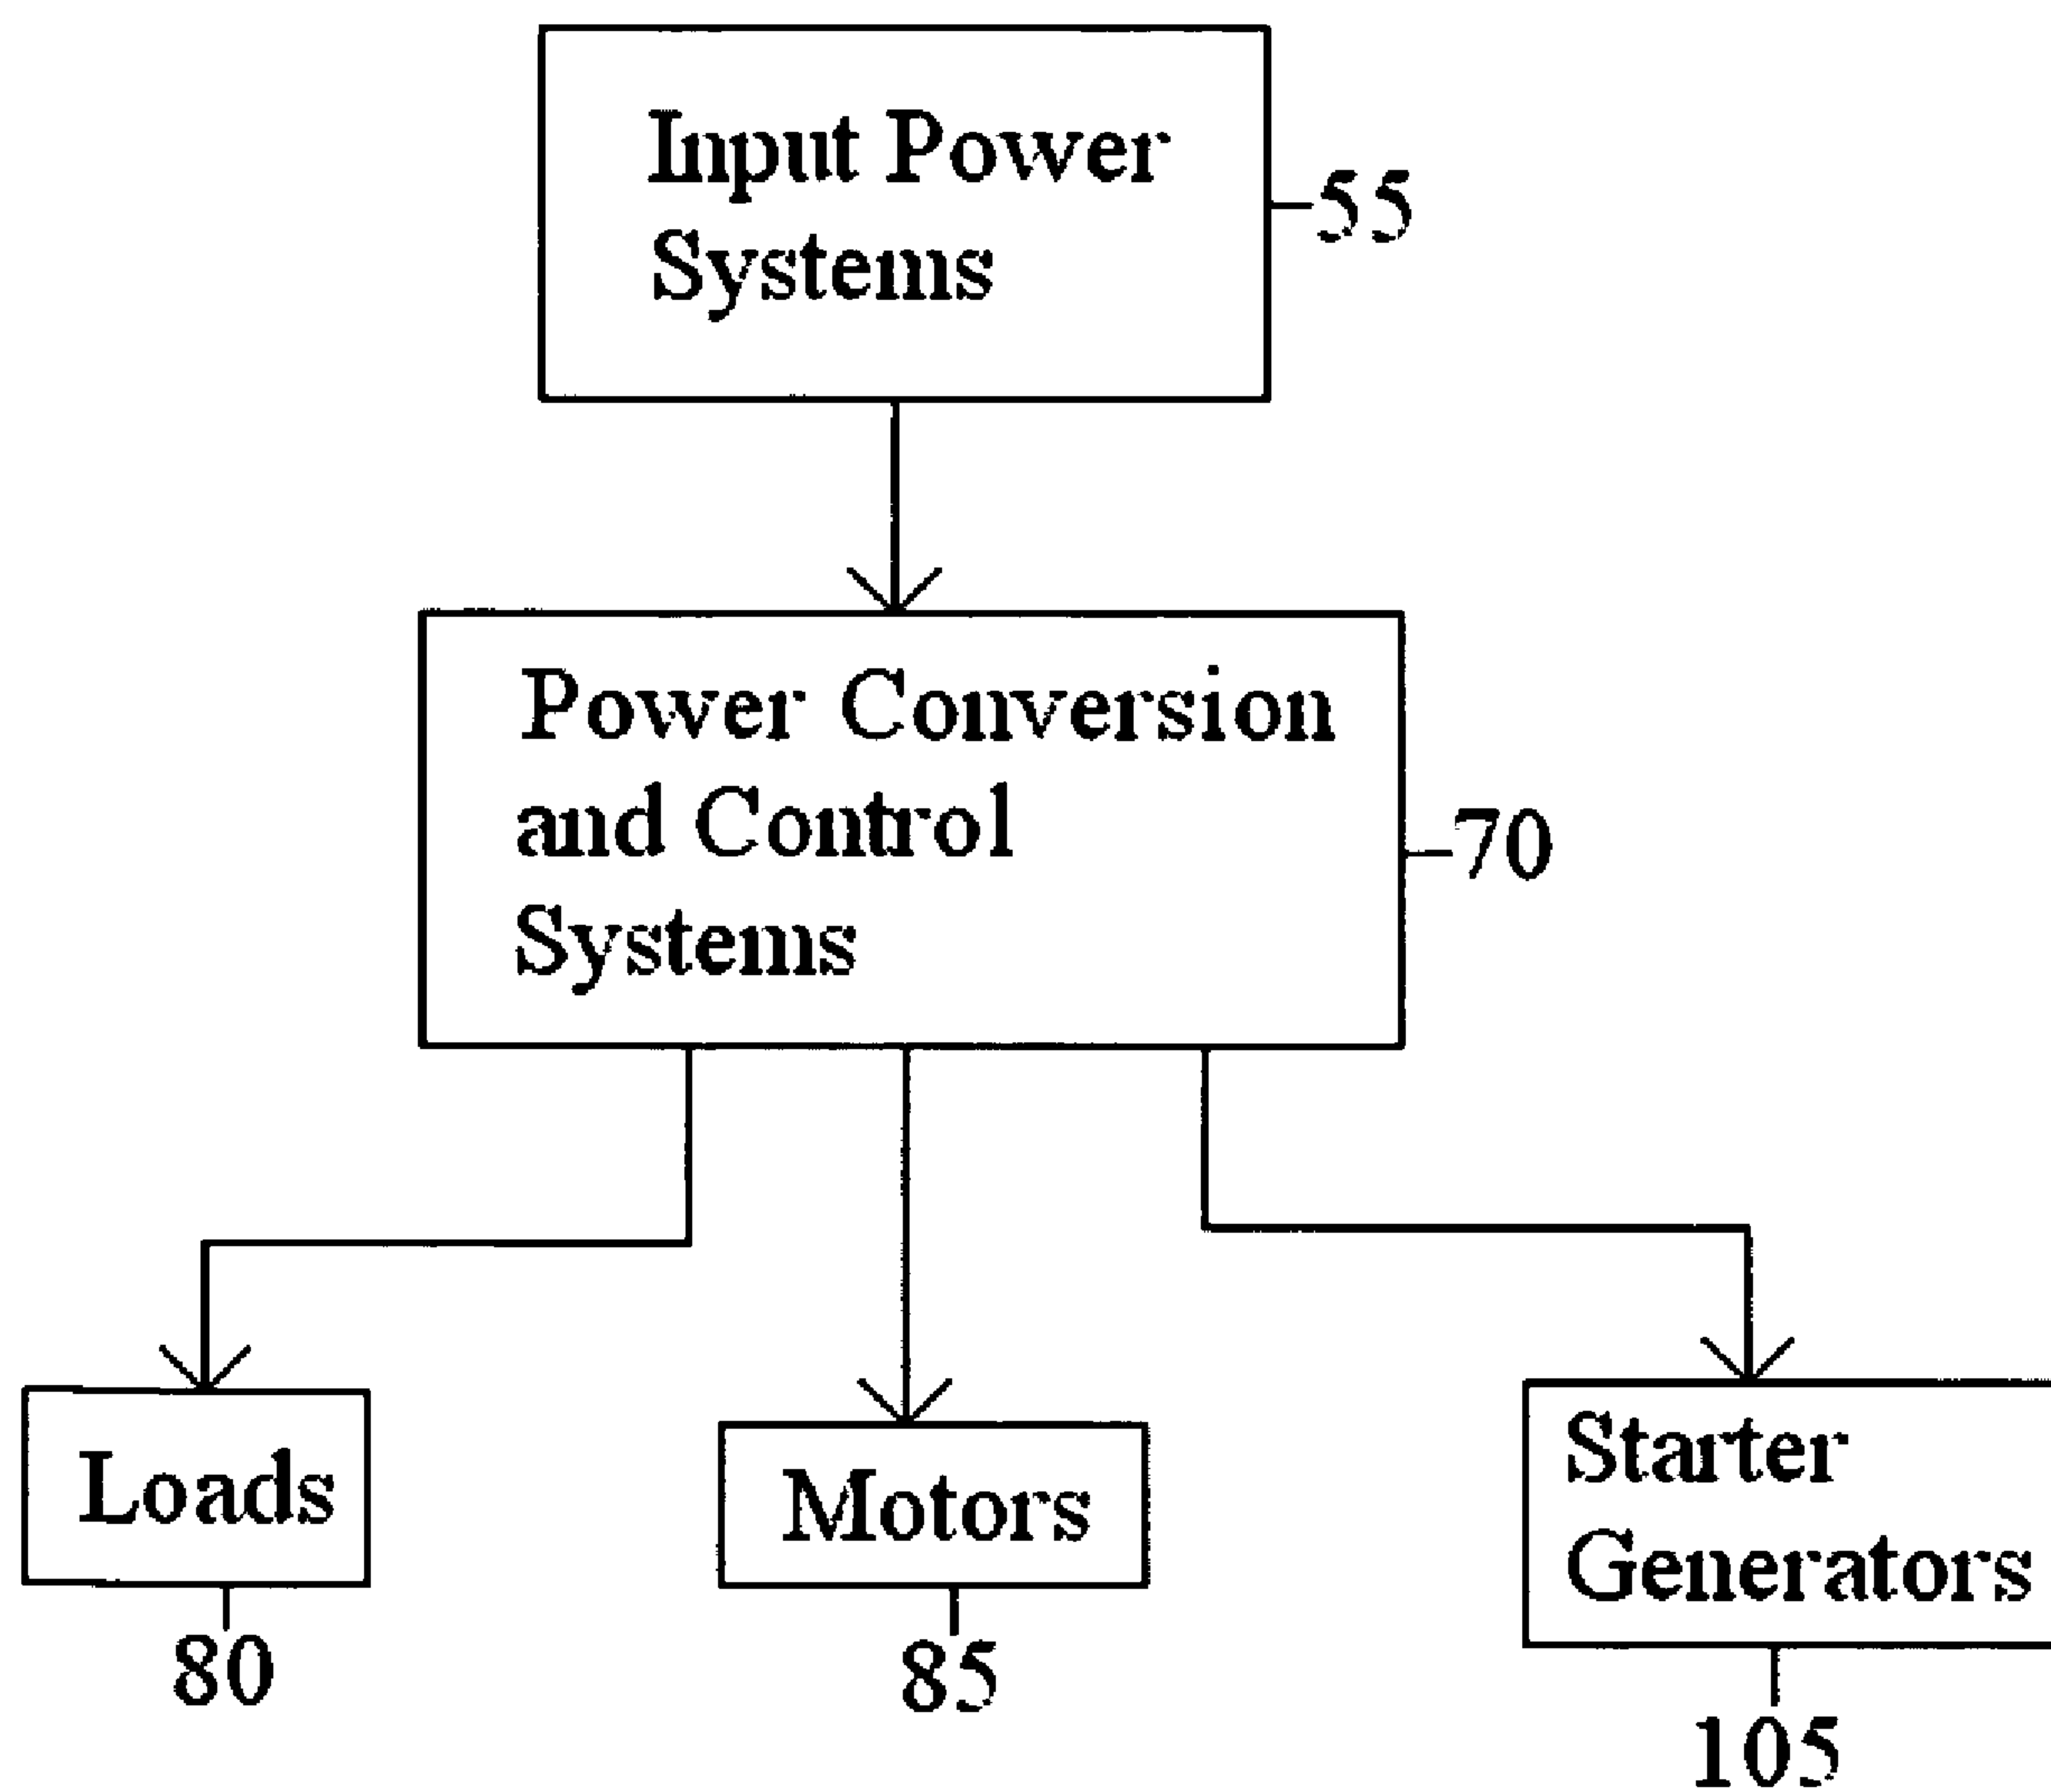 Input Power
Systems
55
Power Conversion
and Control
Systems
70
Loads
80
Motors
85
Starter
Generators
105